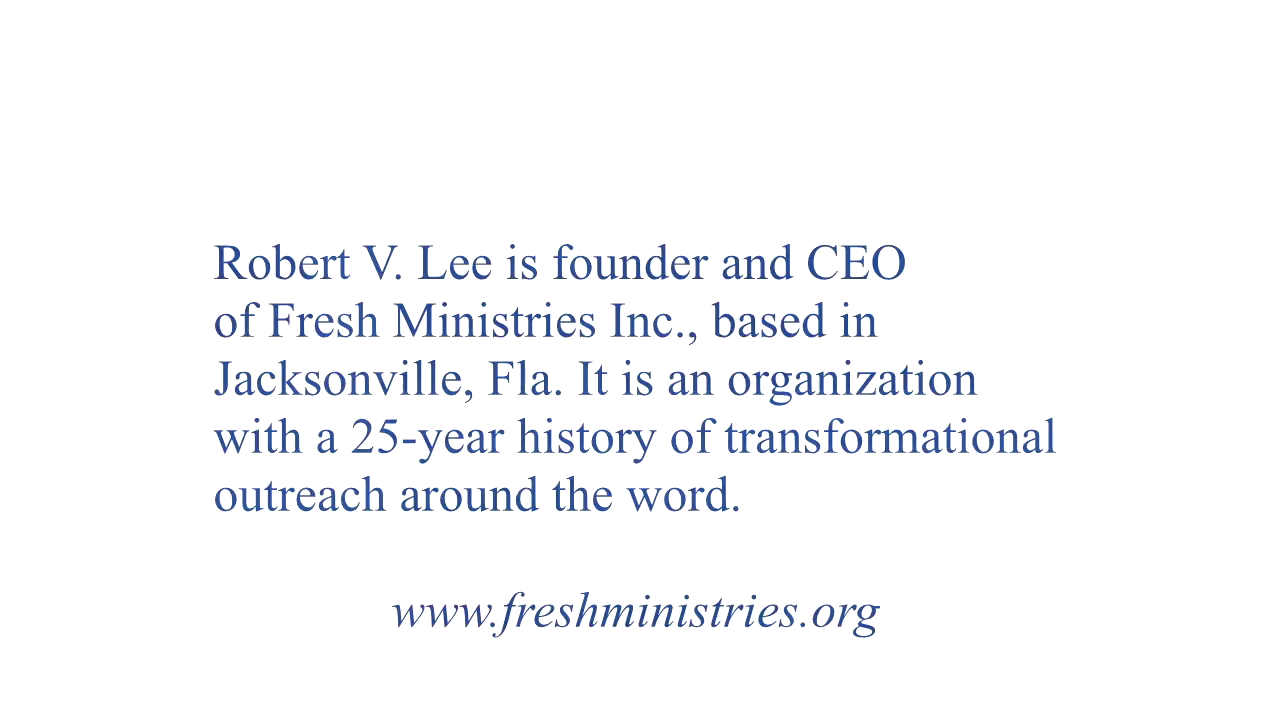 Robert V. Lee is founder and CEO
of Fresh Ministries Inc., based in
Jacksonville, Fla. It is an organization
with a 25-year history of transformational
outreach around the word.
www.freshministries.org